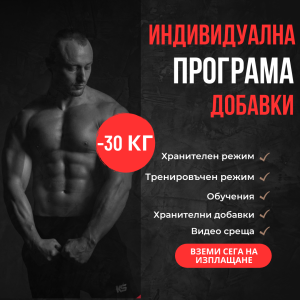 ИНДИВИДУАЛНА
ПРОГРАМА
ДОБАВКИ
-30 КГ
Хранителен режим
Тренировъчен режим
Обучения
Хранителни добавки
Видео среща
ВЗЕМИ СЕГА НА
ИЗПЛАЩАНЕ